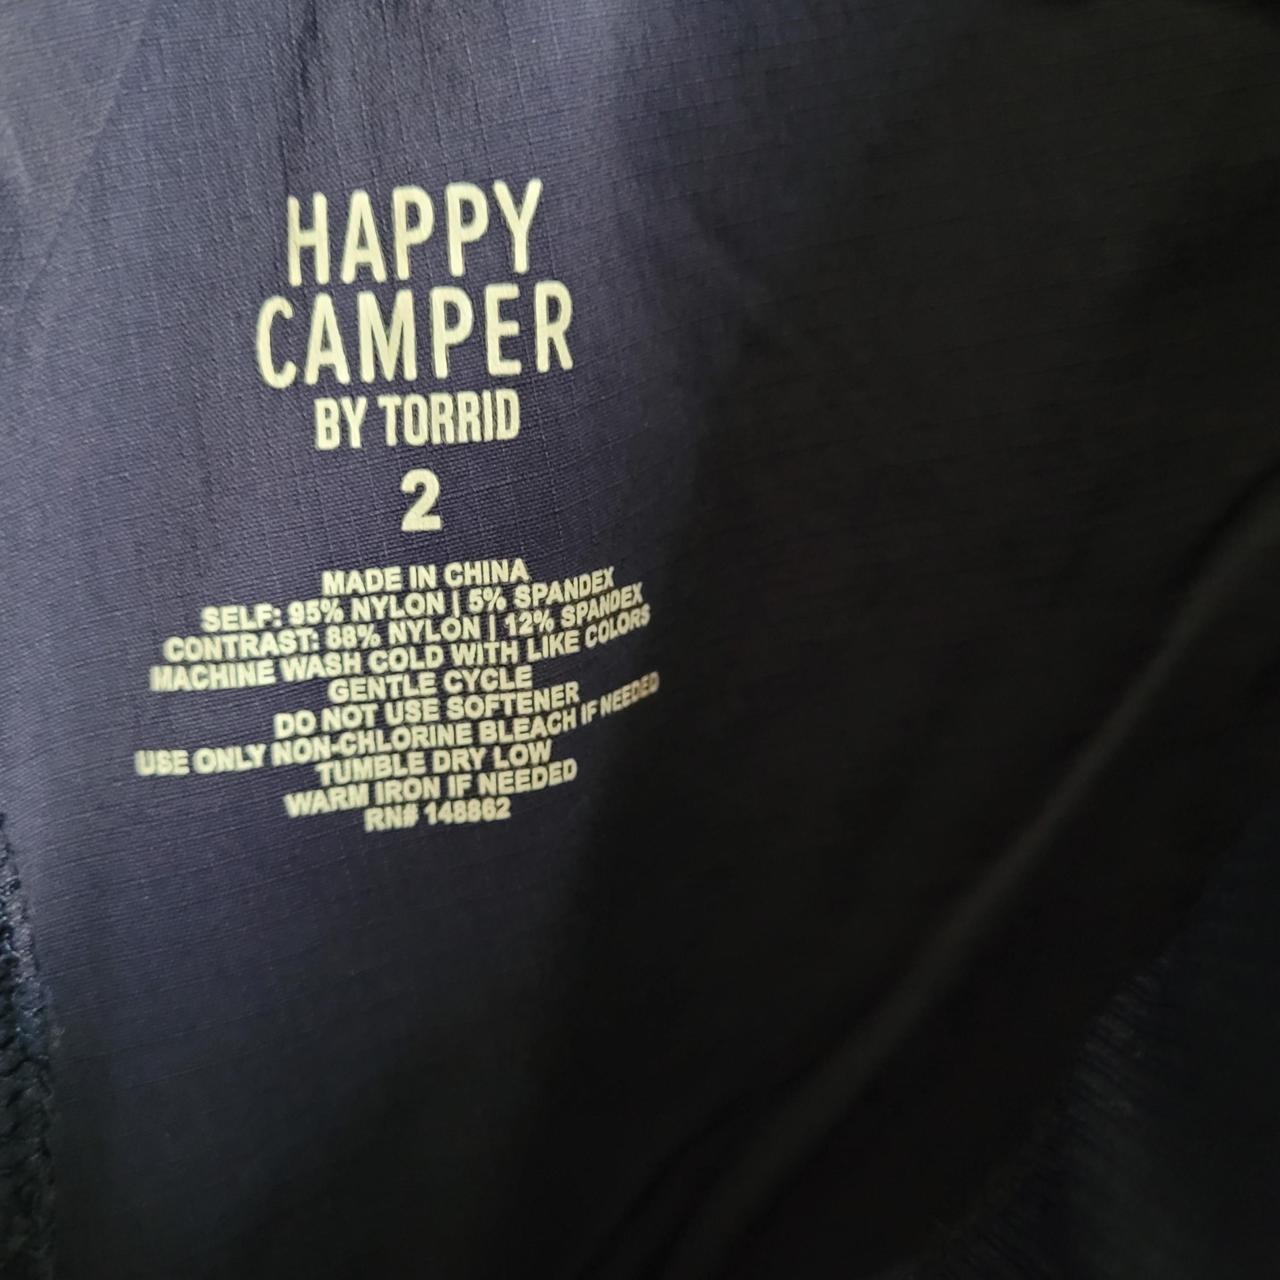 HAPPY
CAMPER
BY TORRID
2
MADE IN CHINA
SELF: 95% NYLON | 5% SPANDEX
CONTRAST: 88% NYLON | 12% SPANDEX
MACHINE WASH COLD WITH LIKE COLORS
GENTLE CYCLE
DO NOT USE SOFTENER
USE ONLY NON-CHLORINE BLEACH IF NEEDED
TUMBLE DRY LOW
WARM IRON IF NEEDED
RN# 148862